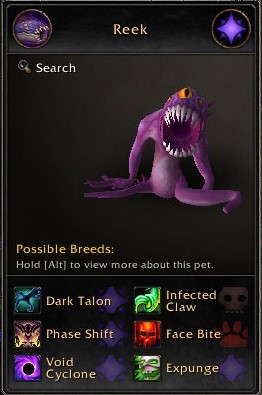 Reek
Search
Possible Breeds:
Hold [Alt] to view more about this pet.
Dark Talon
Infected
Claw
Phase Shift
Face Bite
Void
Cyclone
Expunge